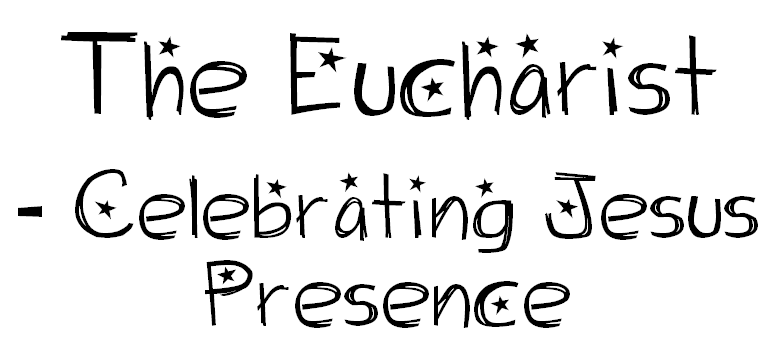 The Eucharist
- Celebrating Jesus
Presence